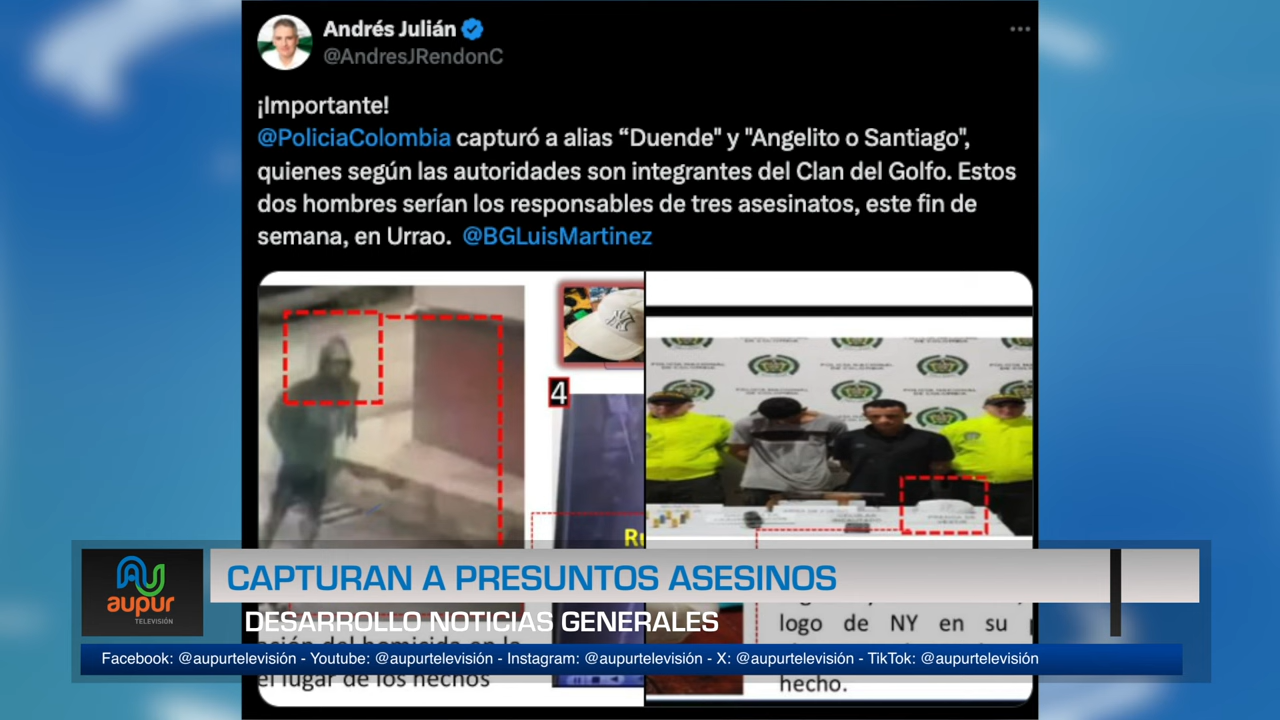 Andrés Julián
@AndresJRendonC
¡Importante!
@PoliciaColombia capturó a alias “Duende" y "Angelito o Santiago",
quienes según las autoridades son integrantes del Clan del Golfo. Estos
dos hombres serían los responsables de tres asesinatos, este fin de
semana, en Urrao. @BGLuisMartinez
4
logo de NY en su
el lugar de los hechos
hecho.
CAPTURAN A PRESUNTOS ASESINOS
DESARROLLO NOTICIAS GENERALES
aupur
TELEVISIÓN
Facebook: @aupurtelevisión - Youtube: @aupurtelevisión - Instagram: @aupurtelevisión - X: @aupurtelevisión - TikTok: @aupurtelevisión